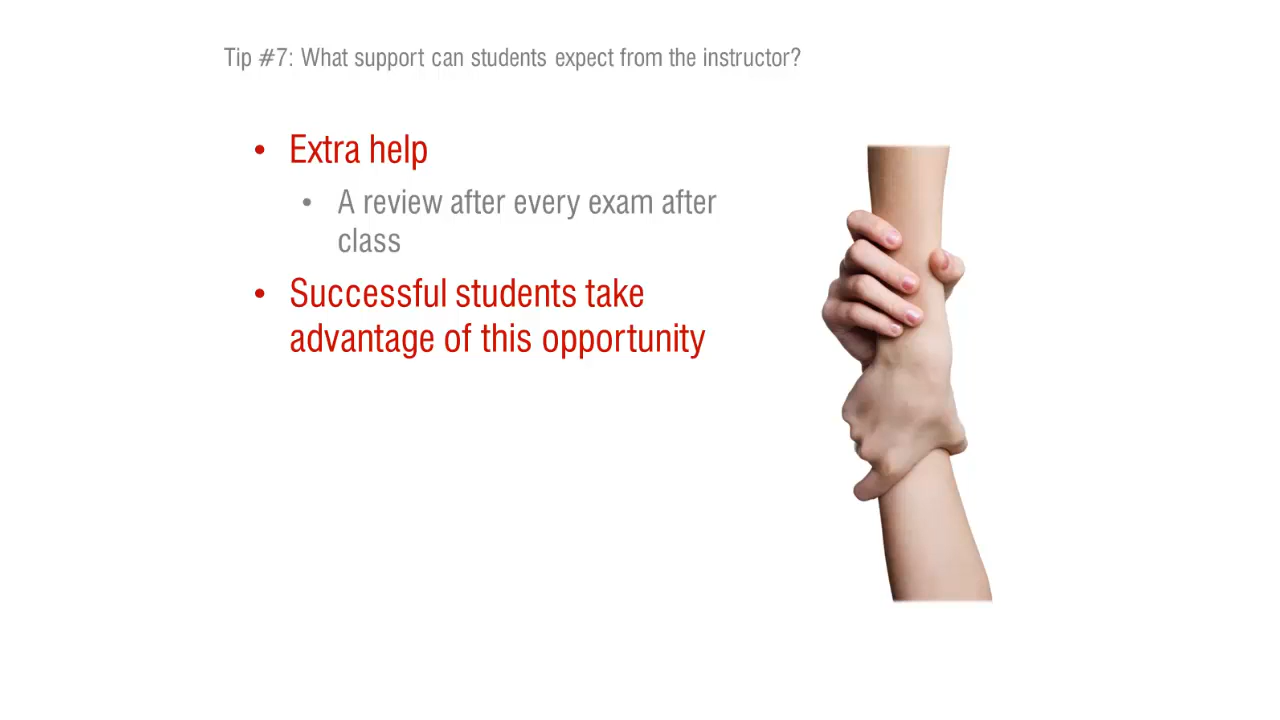 Tip #7: What support can students expect from the instructor?
• Extra help
• A review after every exam after
class
• Successful students take
advantage of this opportunity